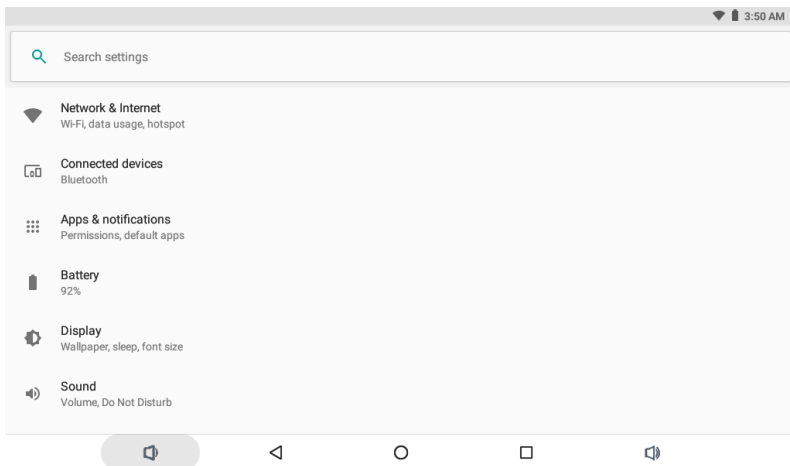 3:50 AM
Search settings
Network & Internet
Wi-Fi, data usage, hotspot
Connected devices
Bluetooth
Apps & notifications
Permissions, default apps
Battery
92%
Display
Wallpaper, sleep, font size
Sound
Volume, Do Not Disturb